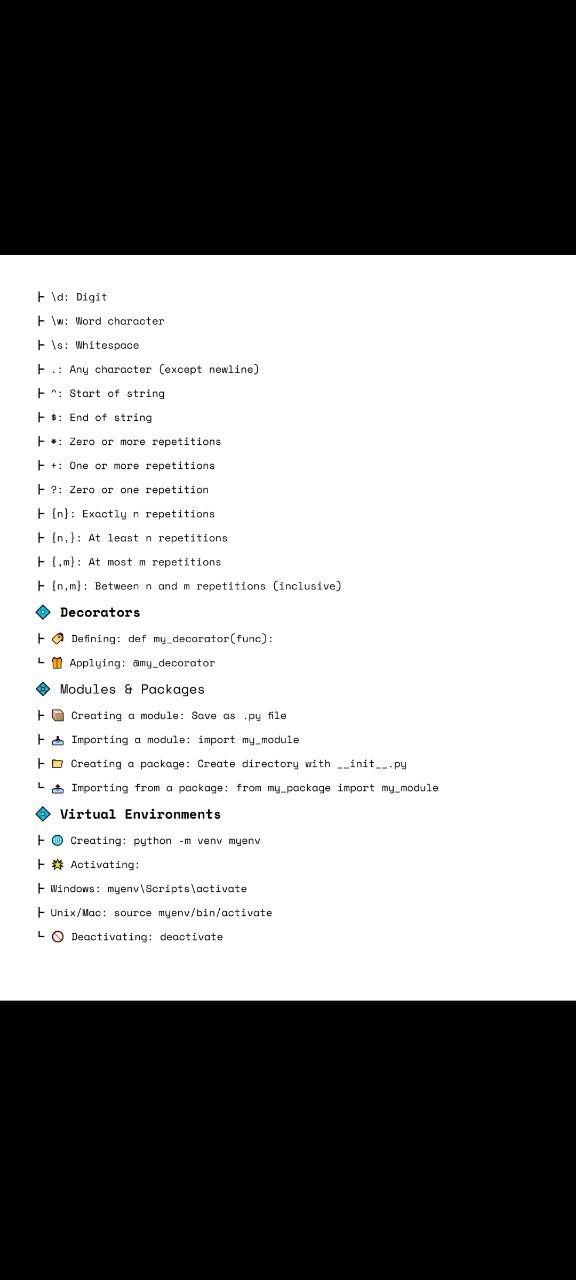 ├ \d: Digit
├ \w: Word character
├ \s: Whitespace
├ .: Any character (except newline)
├ ^: Start of string
├ $: End of string
├ *: Zero or more repetitions
├ +: One or more repetitions
├ ?: Zero or one repetition
├ {n}: Exactly n repetitions
├ {n,}: At least n repetitions
├ {,m}: At most m repetitions
├ {n,m}: Between n and m repetitions (inclusive)
💠 Decorators
├ 🏷️ Defining: def my_decorator(func):
└ 🎁 Applying: @my_decorator
💠 Modules & Packages
├ 📦 Creating a module: Save as .py file
├ 📥 Importing a module: import my_module
├ 📁 Creating a package: Create directory with __init__.py
└ 📤 Importing from a package: from my_package import my_module
💠 Virtual Environments
├ 🌐 Creating: python -m venv myenv
├ 🌟 Activating:
├ Windows: myenv\Scripts\activate
├ Unix/Mac: source myenv/bin/activate
└ 🚫 Deactivating: deactivate